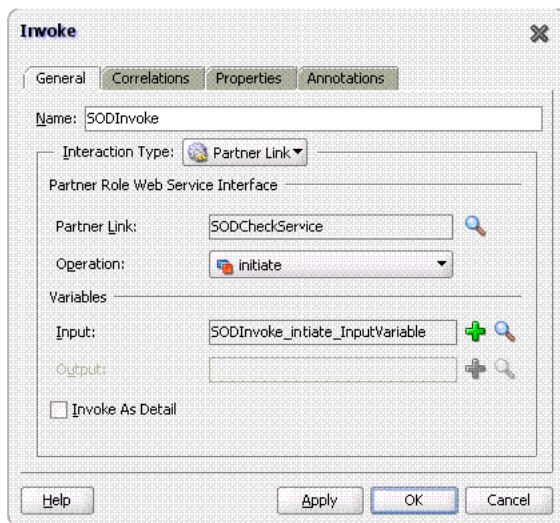 Invoke
General Correlations Properties Annotations
Name: SODInvoke
Interaction Type: Partner Link
Partner Role Web Service Interface
Partner Link: SODCheckService
Operation: initiate
Variables
Input: SODInvoke_intiate_InputVariable
Output:
Invoke As Detail
Help Apply OK Cancel